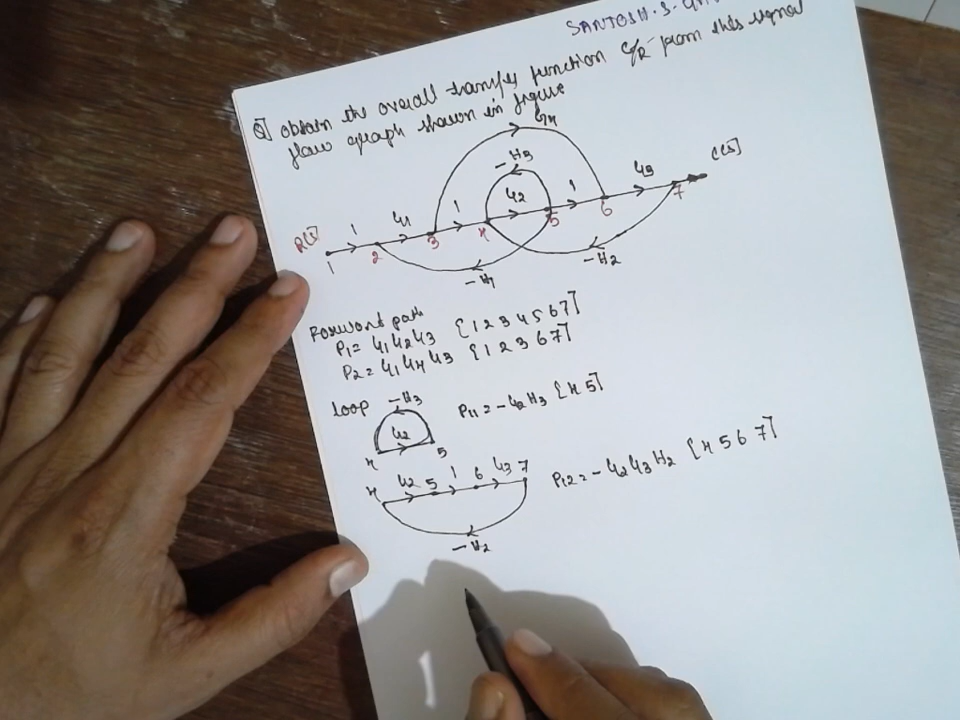 SANTOSH. S.
Q] obtain the overall transfer function C/R from this signal
flow graph shown in figure
G4
-H3
C(s)
R(s) 1 G1 1 G2 1 G3
1 2 3 4 5 6 7
-H1 -H2
Forward path
P1= G1G2G3 {1 2 3 4 5 6 7}
P2= G1G4G3 {1 2 3 6 7}
loop -H3
G2 P11= -G2H3 {4 5}
4 5
4 G2 5 1 6 G3 7 P12= -G2G3H2 {4 5 6 7}
-H2